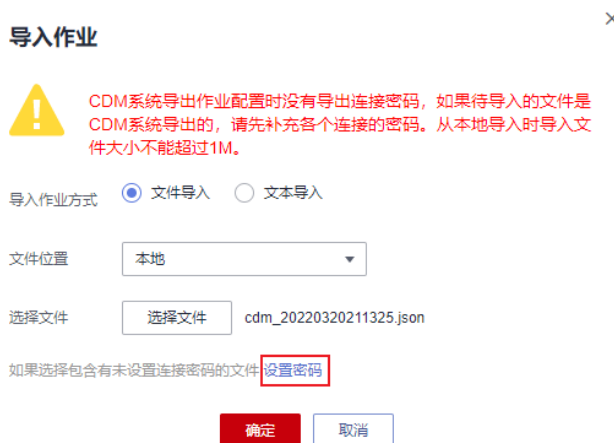 导入作业
CDM系统导出作业配置时没有导出连接密码，如果待导入的文件是
CDM系统导出的，请先补充各个连接的密码。从本地导入时导入文
件大小不能超过1M。
导入作业方式 文件导入 文本导入
文件位置 本地
选择文件 选择文件 cdm_20220320211325.json
如果选择包含有未设置连接密码的文件 设置密码
确定 取消